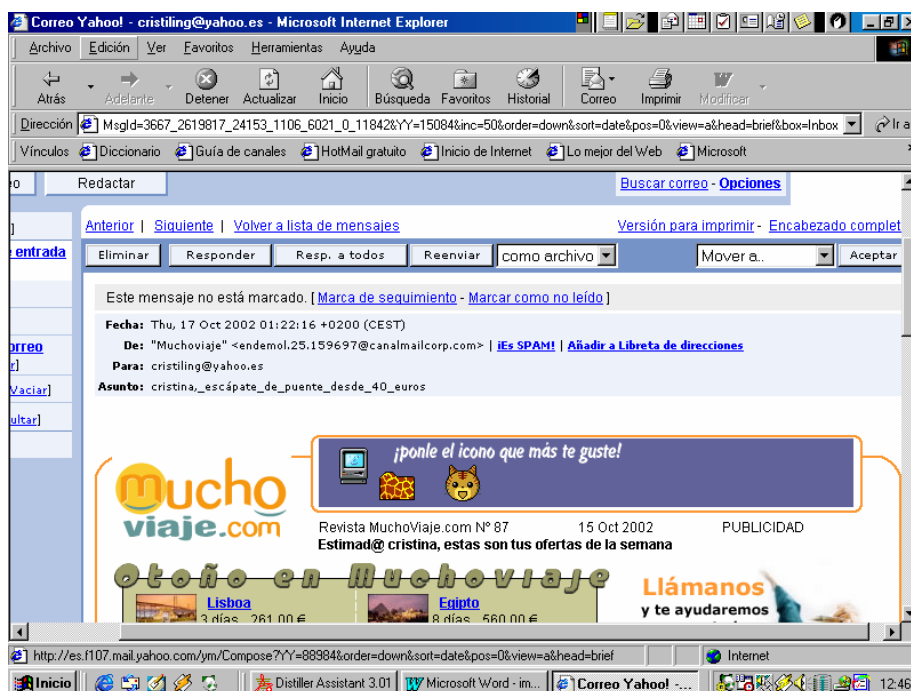 Correo Yahoo! - cristiling@yahoo.es - Microsoft Internet Explorer
Archivo Edición Ver Favoritos Herramientas Ayuda
Atrás Adelante Detener Actualizar Inicio Búsqueda Favoritos Historial Correo Imprimir Modificar
Dirección MsgId=3667_2619817_24153_1106_6021_0_11842&YY=15084&inc=50&order=down&sort=date&pos=0&view=a&head=brief&box=Inbox Ir a
Vínculos Diccionario Guía de canales HotMail gratuito Inicio de Internet Lo mejor del Web Microsoft
Redactar Buscar correo - Opciones
Anterior | Siguiente | Volver a lista de mensajes Versión para imprimir - Encabezado complet
entrada Eliminar Responder Resp. a todos Reenviar como archivo Mover a.. Aceptar
Este mensaje no está marcado. [ Marca de seguimiento - Marcar como no leído ]
Fecha: Thu, 17 Oct 2002 01:22:16 +0200 (CEST)
orreo De: "Muchoviaje" <endemol.25.159697@canalmailcorp.com> | ¡Es SPAM! | Añadir a Libreta de direcciones
Para: cristiling@yahoo.es
Vaciar] Asunto: cristina,_escápate_de_puente_desde_40_euros
ultar]
¡ponle el icono que más te guste!
mucho
viaje.com
Revista MuchoViaje.com Nº 87 15 Oct 2002 PUBLICIDAD
Estimad@ cristina, estas son tus ofertas de la semana
Otoño en Muchoviaje
Lisboa Egipto Llámanos
3 días 261.00 € 8 días 560.00 € y te ayudaremos
http://es.f107.mail.yahoo.com/ym/Compose?YY=88984&order=down&sort=date&pos=0&view=a&head=brief Internet
Inicio Distiller Assistant 3.01 Microsoft Word - im... Correo Yahoo! -... 12:46